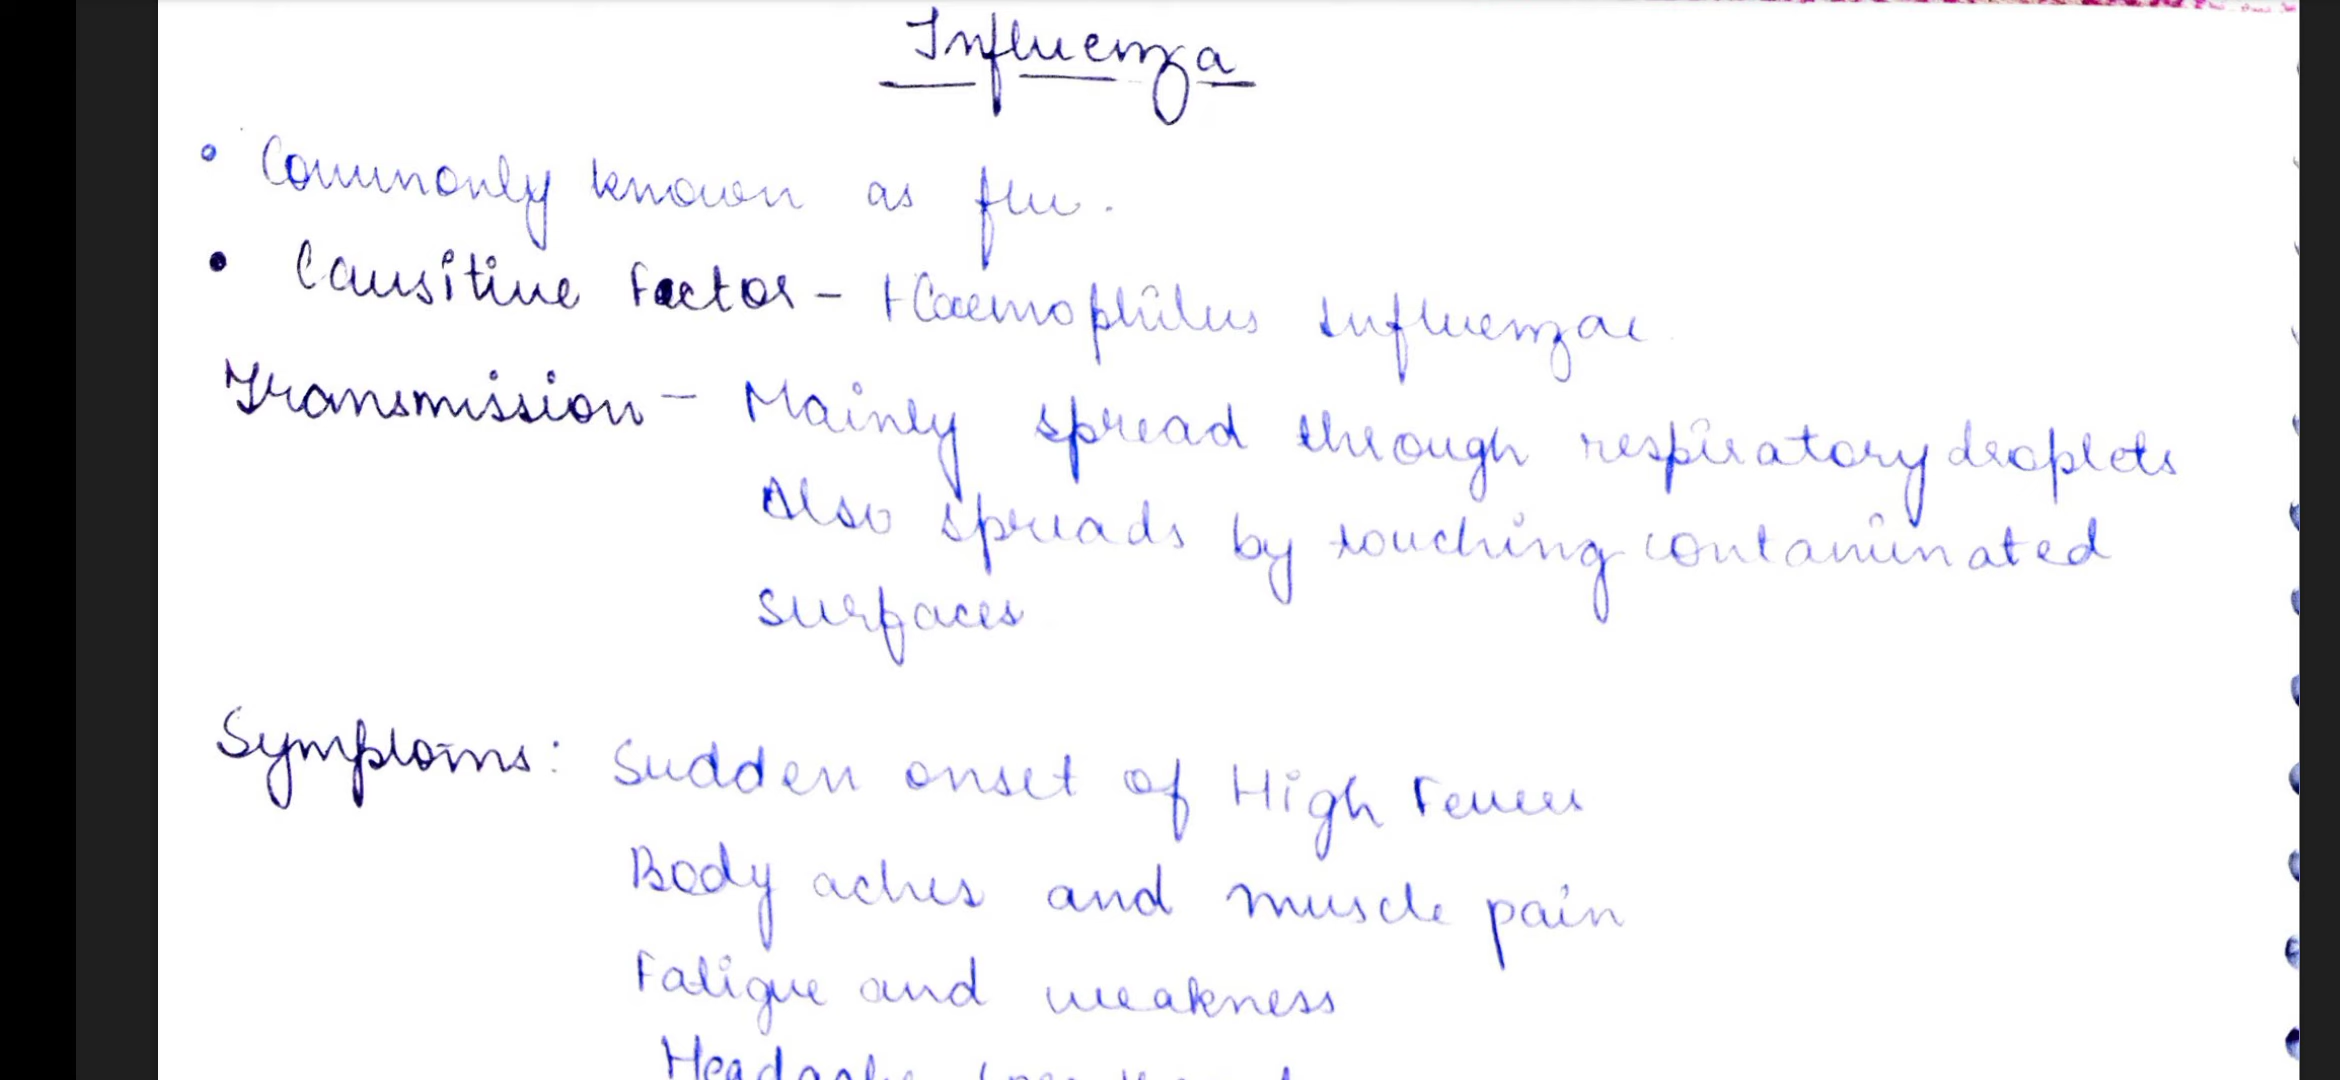 Influenza
• Commonly known as flu.
• Causitive Factor - Haemophilus Influenzae
Transmission - Mainly spread through respiratory droplets
Also spreads by touching contaminated
surfaces
Symptoms: Sudden onset of High Fever
Body aches and muscle pain
Fatigue and weakness
Headache